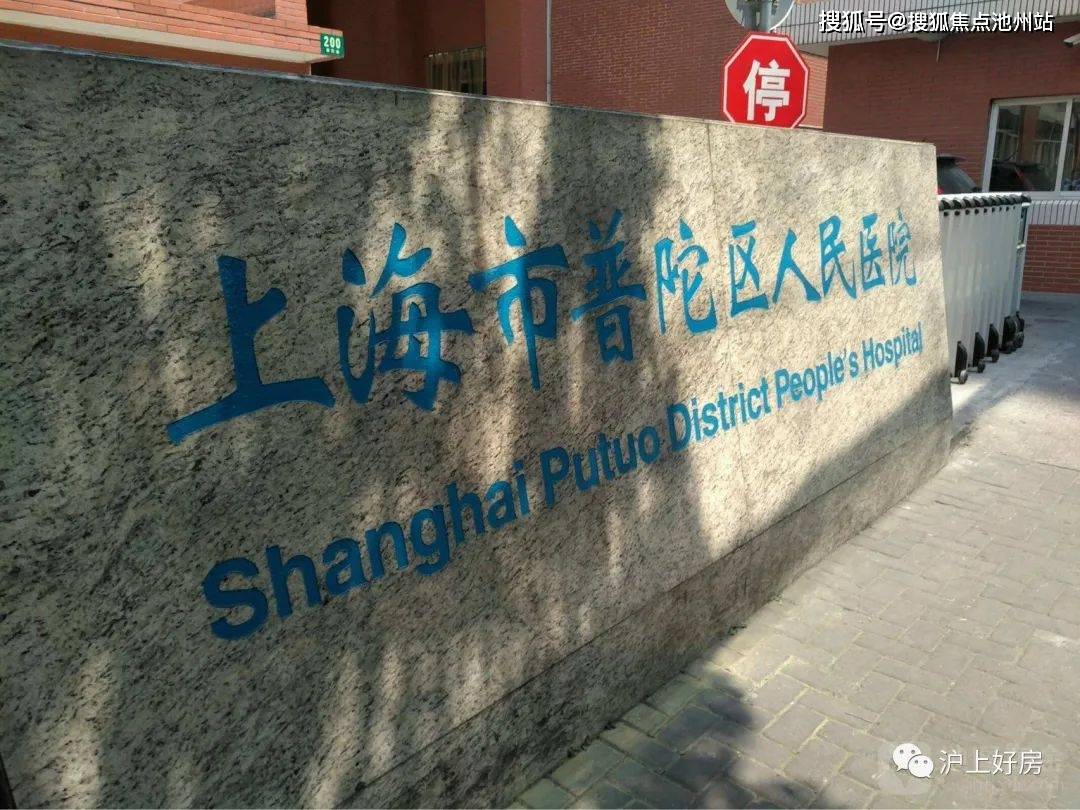 搜狐号@搜狐焦点池州站
200
停
上海市普陀区人民医院
Shanghai Putuo District People's Hospital
沪上好房